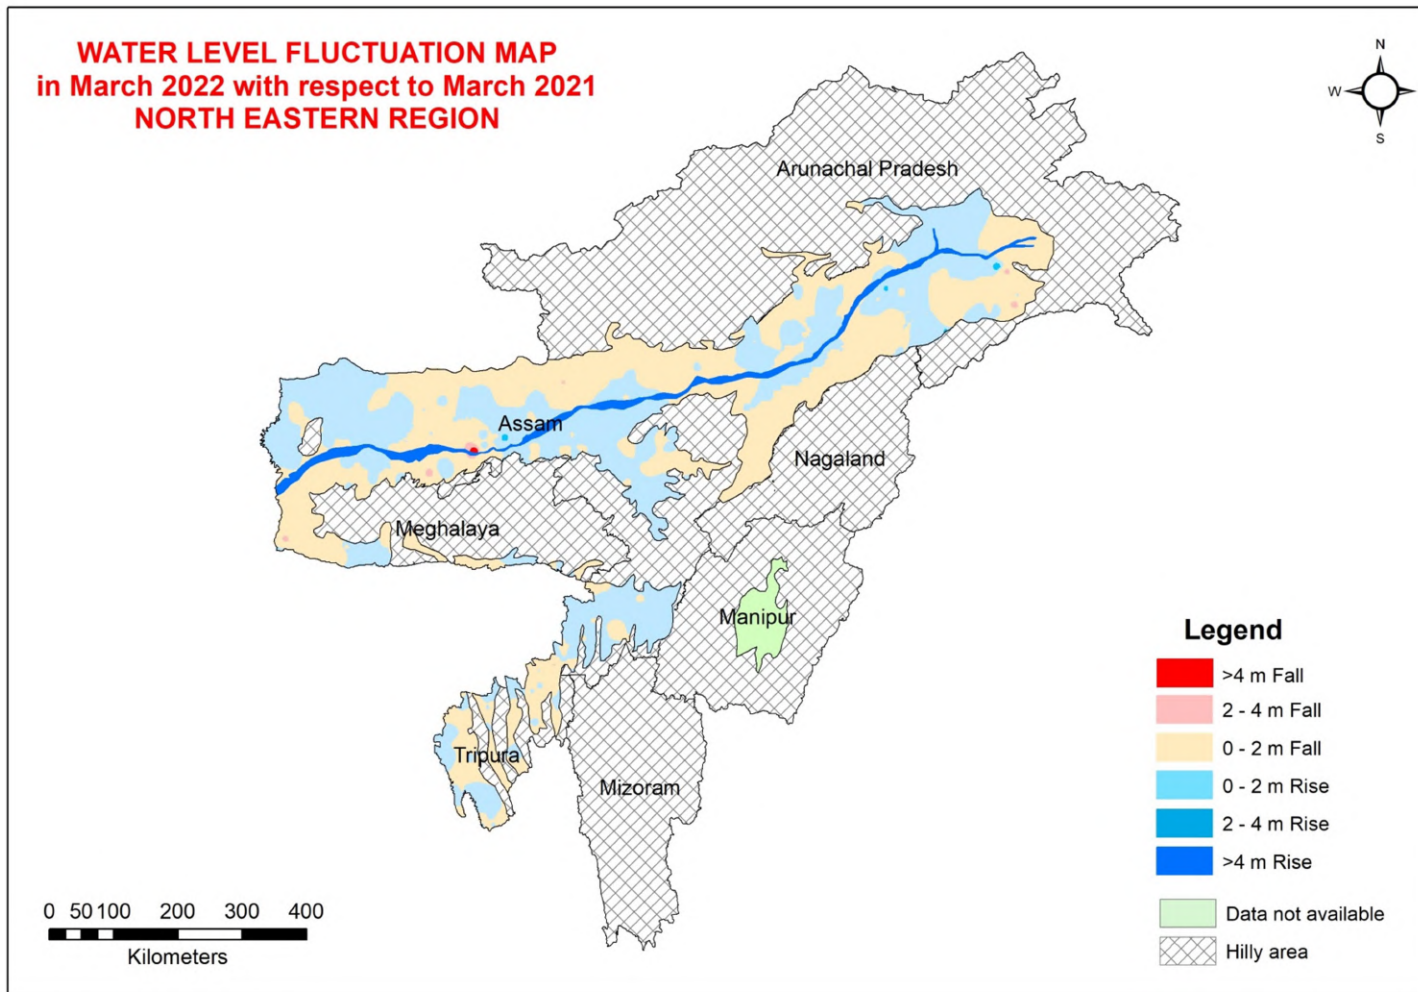 WATER LEVEL FLUCTUATION MAP
in March 2022 with respect to March 2021
NORTH EASTERN REGION
N
W
S
Arunachal Pradesh
Assam
Nagaland
Meghalaya
Manipur
Tripura
Mizoram
Legend
>4 m Fall
2 - 4 m Fall
0 - 2 m Fall
0 - 2 m Rise
2 - 4 m Rise
>4 m Rise
Data not available
Hilly area
0 50 100 200 300 400
Kilometers